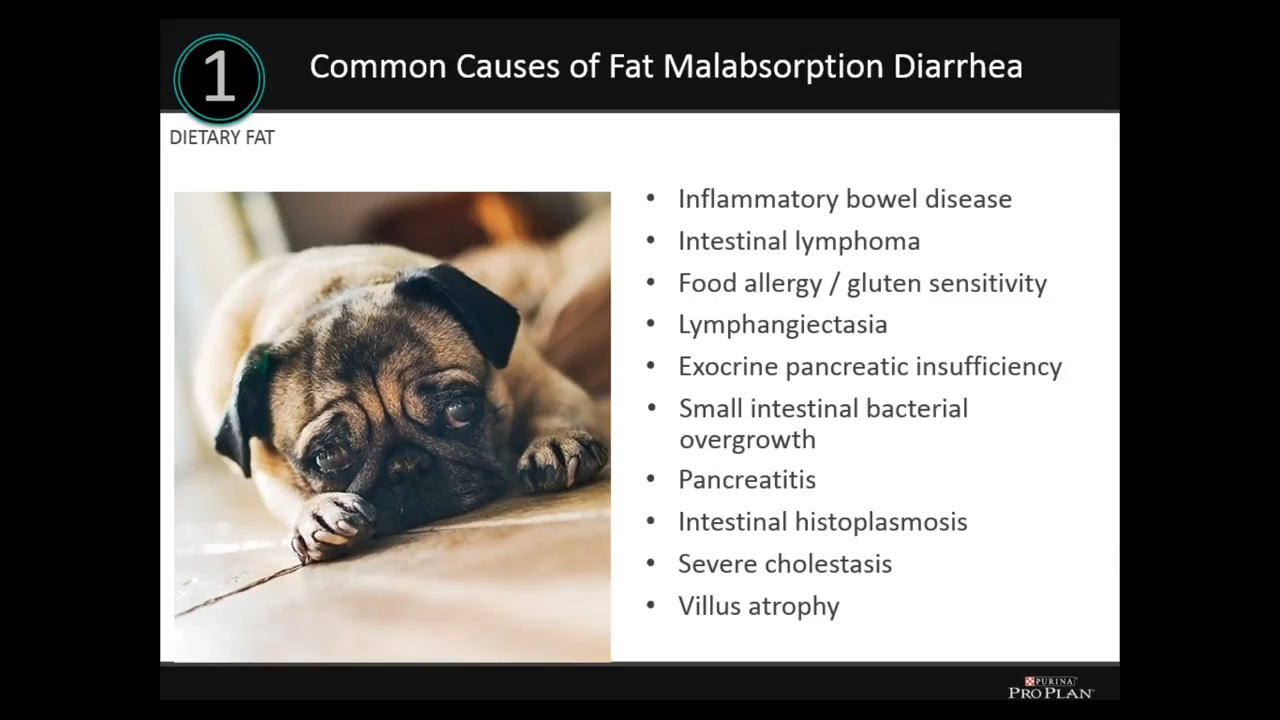 1
Common Causes of Fat Malabsorption Diarrhea
DIETARY FAT
• Inflammatory bowel disease
• Intestinal lymphoma
• Food allergy / gluten sensitivity
• Lymphangiectasia
• Exocrine pancreatic insufficiency
• Small intestinal bacterial
overgrowth
• Pancreatitis
• Intestinal histoplasmosis
• Severe cholestasis
• Villus atrophy
PURINA
PRO PLAN